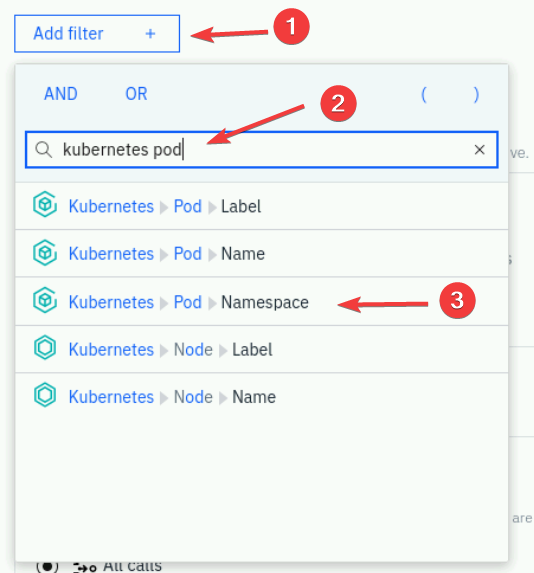 Add filter +
1
AND OR ( )
2
kubernetes pod ×
ve.
Kubernetes Pod Label
Kubernetes Pod Name
s
Kubernetes Pod Namespace
3
Kubernetes Node Label
Kubernetes Node Name
are
All calls